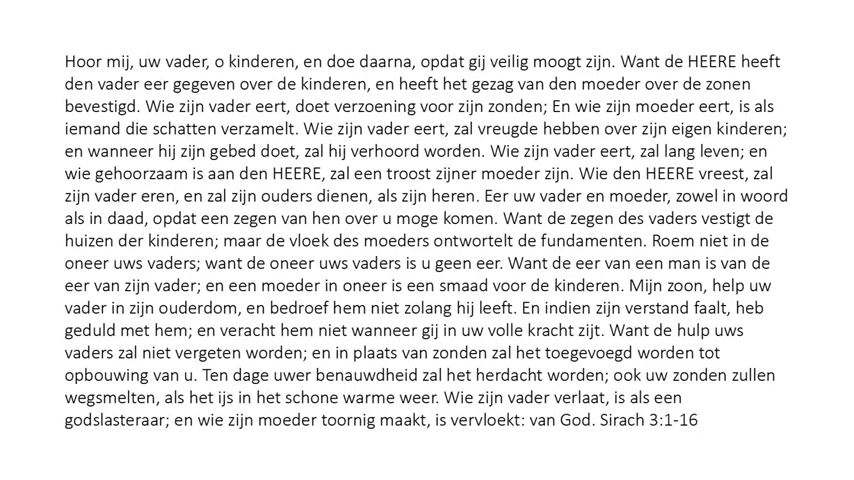 Hoor mij, uw vader, o kinderen, en doe daarna, opdat gij veilig moogt zijn. Want de HEERE heeft
den vader eer gegeven over de kinderen, en heeft het gezag van den moeder over de zonen
bevestigd. Wie zijn vader eert, doet verzoening voor zijn zonden; En wie zijn moeder eert, is als
iemand die schatten verzamelt. Wie zijn vader eert, zal vreugde hebben over zijn eigen kinderen;
en wanneer hij zijn gebed doet, zal hij verhoord worden. Wie zijn vader eert, zal lang leven; en
wie gehoorzaam is aan den HEERE, zal een troost zijner moeder zijn. Wie den HEERE vreest, zal
zijn vader eren, en zal zijn ouders dienen, als zijn heren. Eer uw vader en moeder, zowel in woord
als in daad, opdat een zegen van hen over u moge komen. Want de zegen des vaders vestigt de
huizen der kinderen; maar de vloek des moeders ontwortelt de fundamenten. Roem niet in de
oneer uws vaders; want de oneer uws vaders is u geen eer. Want de eer van een man is van de
eer van zijn vader; en een moeder in oneer is een smaad voor de kinderen. Mijn zoon, help uw
vader in zijn ouderdom, en bedroef hem niet zolang hij leeft. En indien zijn verstand faalt, heb
geduld met hem; en veracht hem niet wanneer gij in uw volle kracht zijt. Want de hulp uws
vaders zal niet vergeten worden; en in plaats van zonden zal het toegevoegd worden tot
opbouwing van u. Ten dage uwer benauwdheid zal het herdacht worden; ook uw zonden zullen
wegsmelten, als het ijs in het schone warme weer. Wie zijn vader verlaat, is als een
godslasteraar; en wie zijn moeder toornig maakt, is vervloekt: van God. Sirach 3:1-16